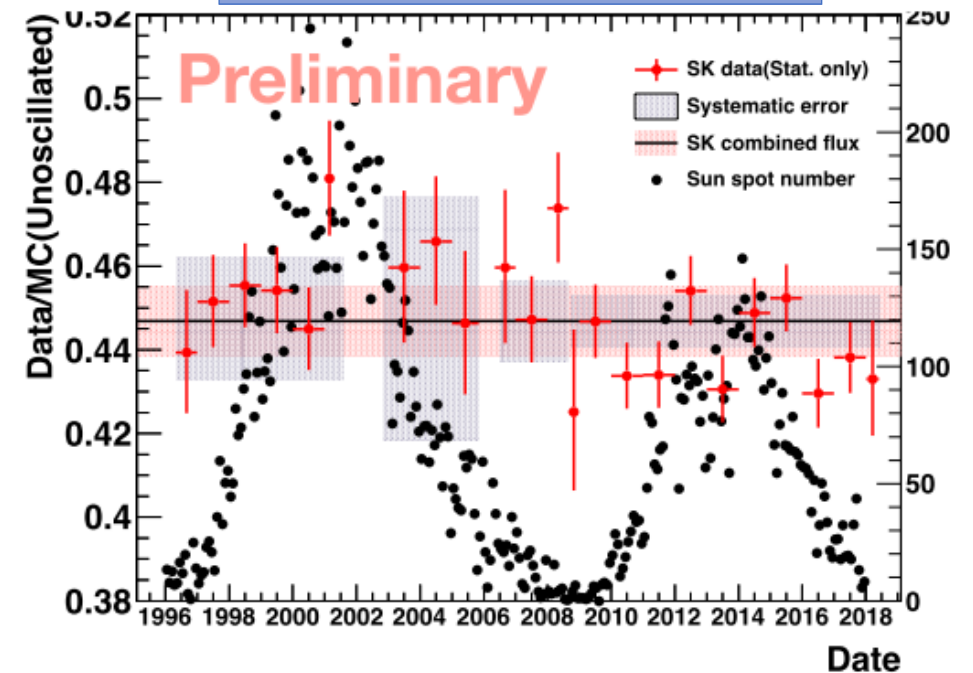 0.52
0.5
0.48
0.46
0.44
0.42
0.4
0.38
Data/MC(Unoscillated)
Preliminary
SK data(Stat. only)
Systematic error
SK combined flux
Sun spot number
250
200
150
100
50
0
1996 1998 2000 2002 2004 2006 2008 2010 2012 2014 2016 2018
Date